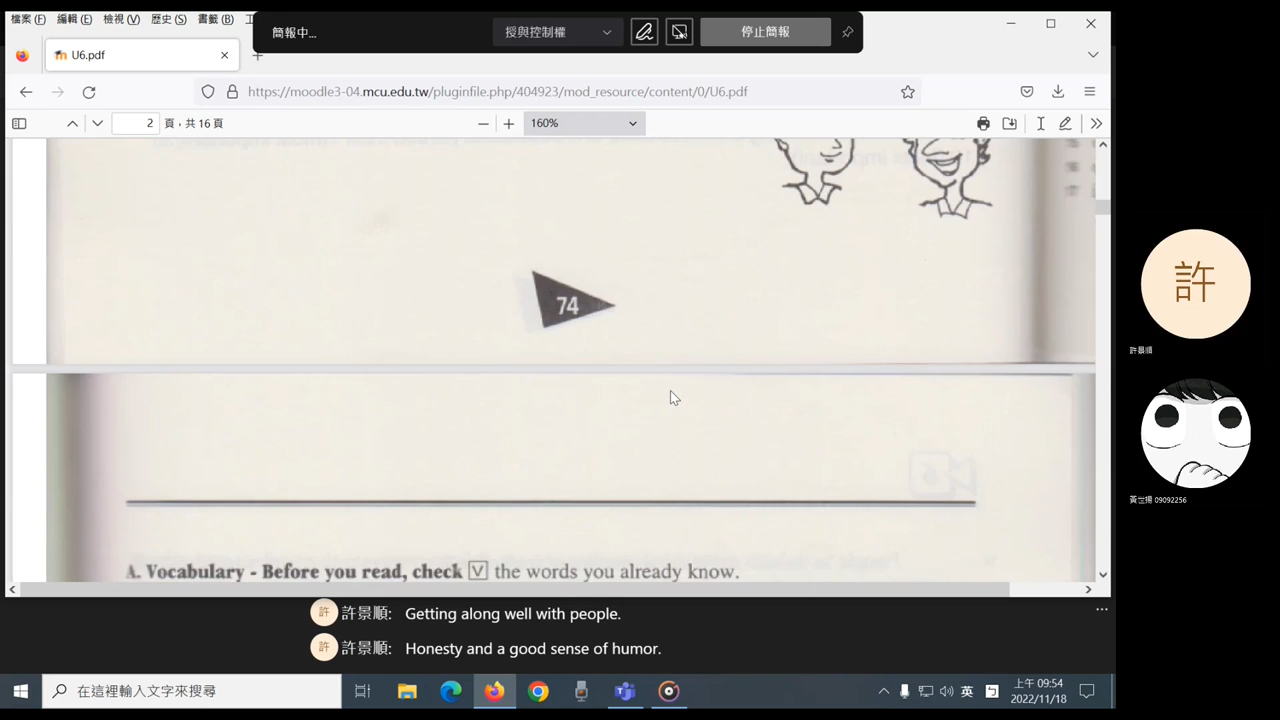 檔案(F) 編輯(E) 檢視(V) 歷史(S) 書籤(B)
簡報中... 授與控制權 停止簡報
U6.pdf
https://moodle3-04.mcu.edu.tw/pluginfile.php/404923/mod_resource/content/0/U6.pdf
2 頁，共 16 頁 160%
74
A. Vocabulary - Before you read, check V the words you already know.
許
許景順
黃世揚 09092256
許 許景順: Getting along well with people.
許 許景順: Honesty and a good sense of humor.
在這裡輸入文字來搜尋
英
上午 09:54
2022/11/18